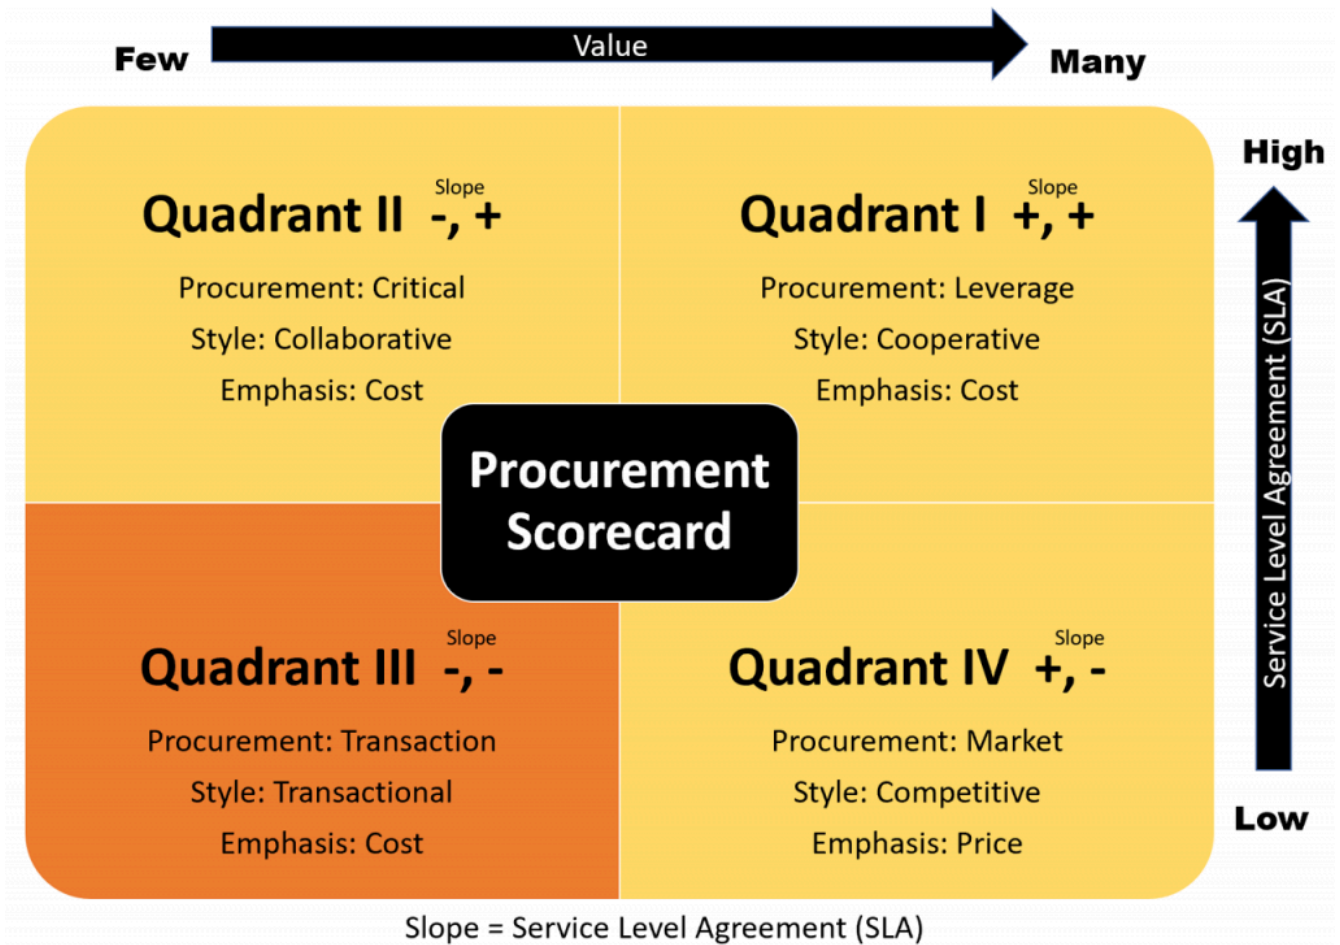 Few
Value
Many
High
Quadrant II -, +
Slope
Procurement: Critical
Style: Collaborative
Emphasis: Cost
Quadrant I +, +
Slope
Procurement: Leverage
Style: Cooperative
Emphasis: Cost
Procurement
Scorecard
Quadrant III -, -
Slope
Procurement: Transaction
Style: Transactional
Emphasis: Cost
Quadrant IV +, -
Slope
Procurement: Market
Style: Competitive
Emphasis: Price
Service Level Agreement (SLA)
Low
Slope = Service Level Agreement (SLA)